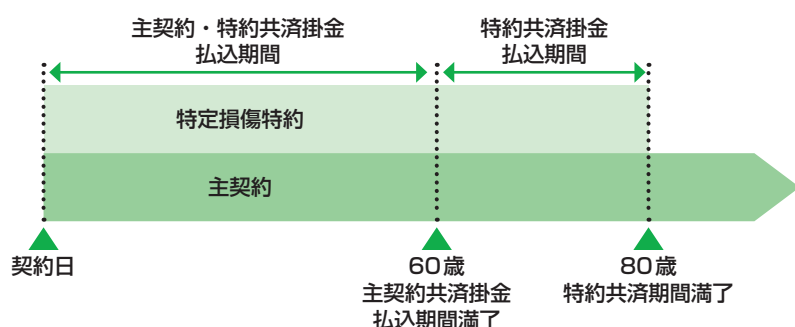 主契約・特約共済掛金
払込期間
特約共済掛金
払込期間
特定損傷特約
主契約
契約日
60歳
主契約共済掛金
払込期間満了
80歳
特約共済期間満了